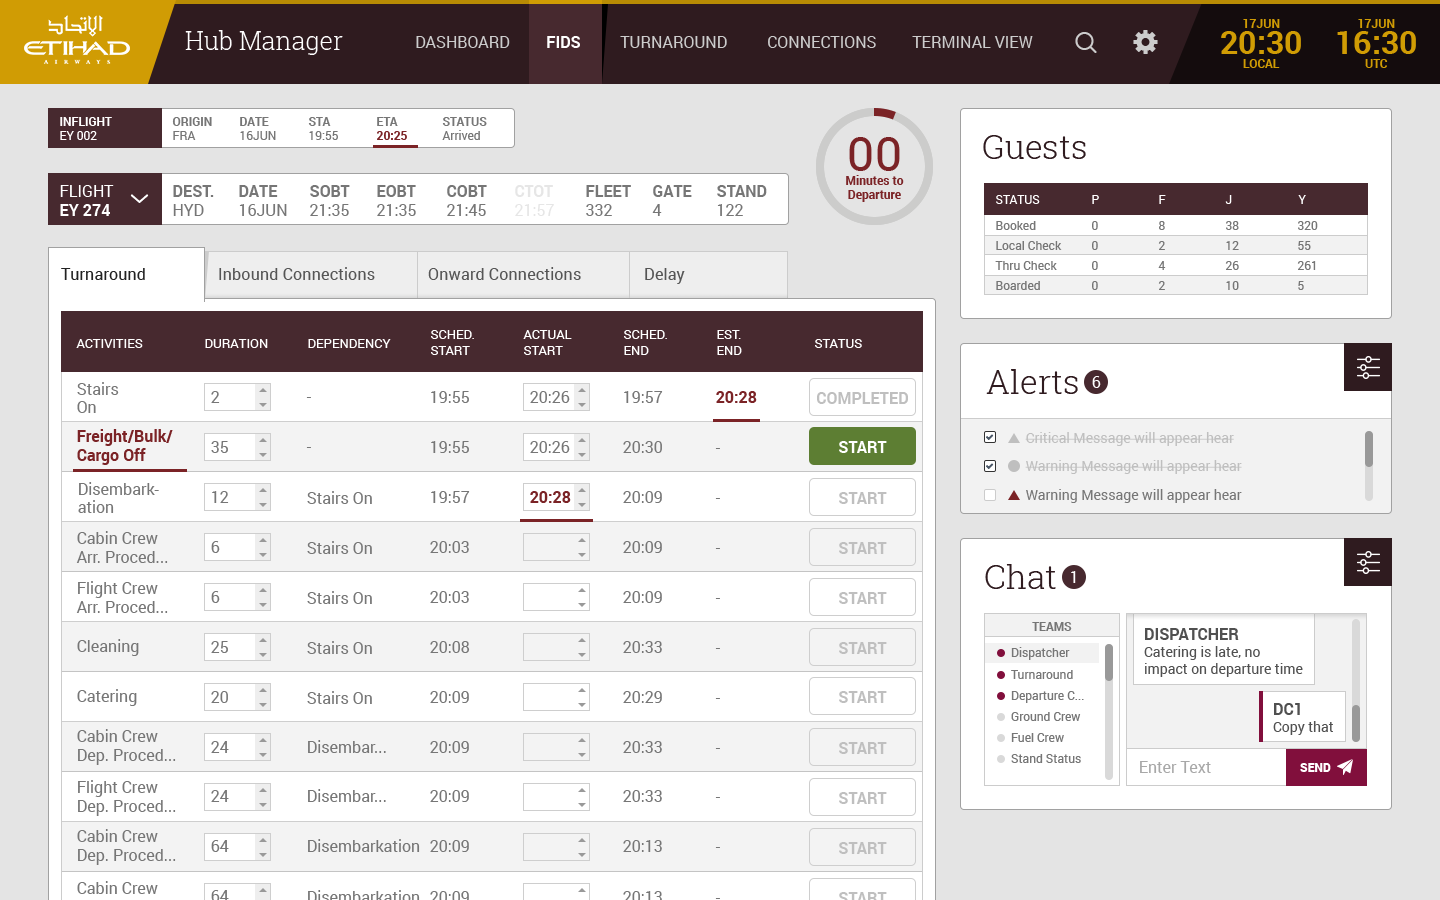 الإتحاد
ETIHAD
AIRWAYS
Hub Manager
DASHBOARD
FIDS
TURNAROUND
CONNECTIONS
TERMINAL VIEW
17JUN
20:30
LOCAL
17JUN
16:30
UTC
INFLIGHT ORIGIN DATE STA ETA STATUS
EY 002 FRA 16JUN 19:55 20:25 Arrived
FLIGHT DEST. DATE SOBT EOBT COBT CTOT FLEET GATE STAND
EY 274 HYD 16JUN 21:35 21:35 21:45 21:57 332 4 122
00
Minutes to
Departure
Turnaround
Inbound Connections
Onward Connections
Delay
ACTIVITIES DURATION DEPENDENCY SCHED. START ACTUAL START SCHED. END EST. END STATUS
Stairs
On
2 - 19:55 20:26 19:57 20:28 COMPLETED
Freight/Bulk/
Cargo Off
35 - 19:55 20:26 20:30 - START
Disembark-
ation
12 Stairs On 19:57 20:28 20:09 - START
Cabin Crew
Arr. Proced...
6 Stairs On 20:03 20:09 - START
Flight Crew
Arr. Proced...
6 Stairs On 20:03 20:09 - START
Cleaning 25 Stairs On 20:08 20:33 - START
Catering 20 Stairs On 20:09 20:29 - START
Cabin Crew
Dep. Proced...
24 Disembar... 20:09 20:33 - START
Flight Crew
Dep. Proced...
24 Disembar... 20:09 20:33 - START
Cabin Crew
Dep. Proced...
64 Disembarkation 20:09 20:13 - START
Cabin Crew
64 Disembarkation 20:09 20:13 - START
Guests
STATUS P F J Y
Booked 0 8 38 320
Local Check 0 2 12 55
Thru Check 0 4 26 261
Boarded 0 2 10 5
Alerts 6
Critical Message will appear hear
Warning Message will appear hear
Warning Message will appear hear
Chat 1
TEAMS
Dispatcher
Turnaround
Departure C...
Ground Crew
Fuel Crew
Stand Status
DISPATCHER
Catering is late, no
impact on departure time
DC1
Copy that
Enter Text
SEND